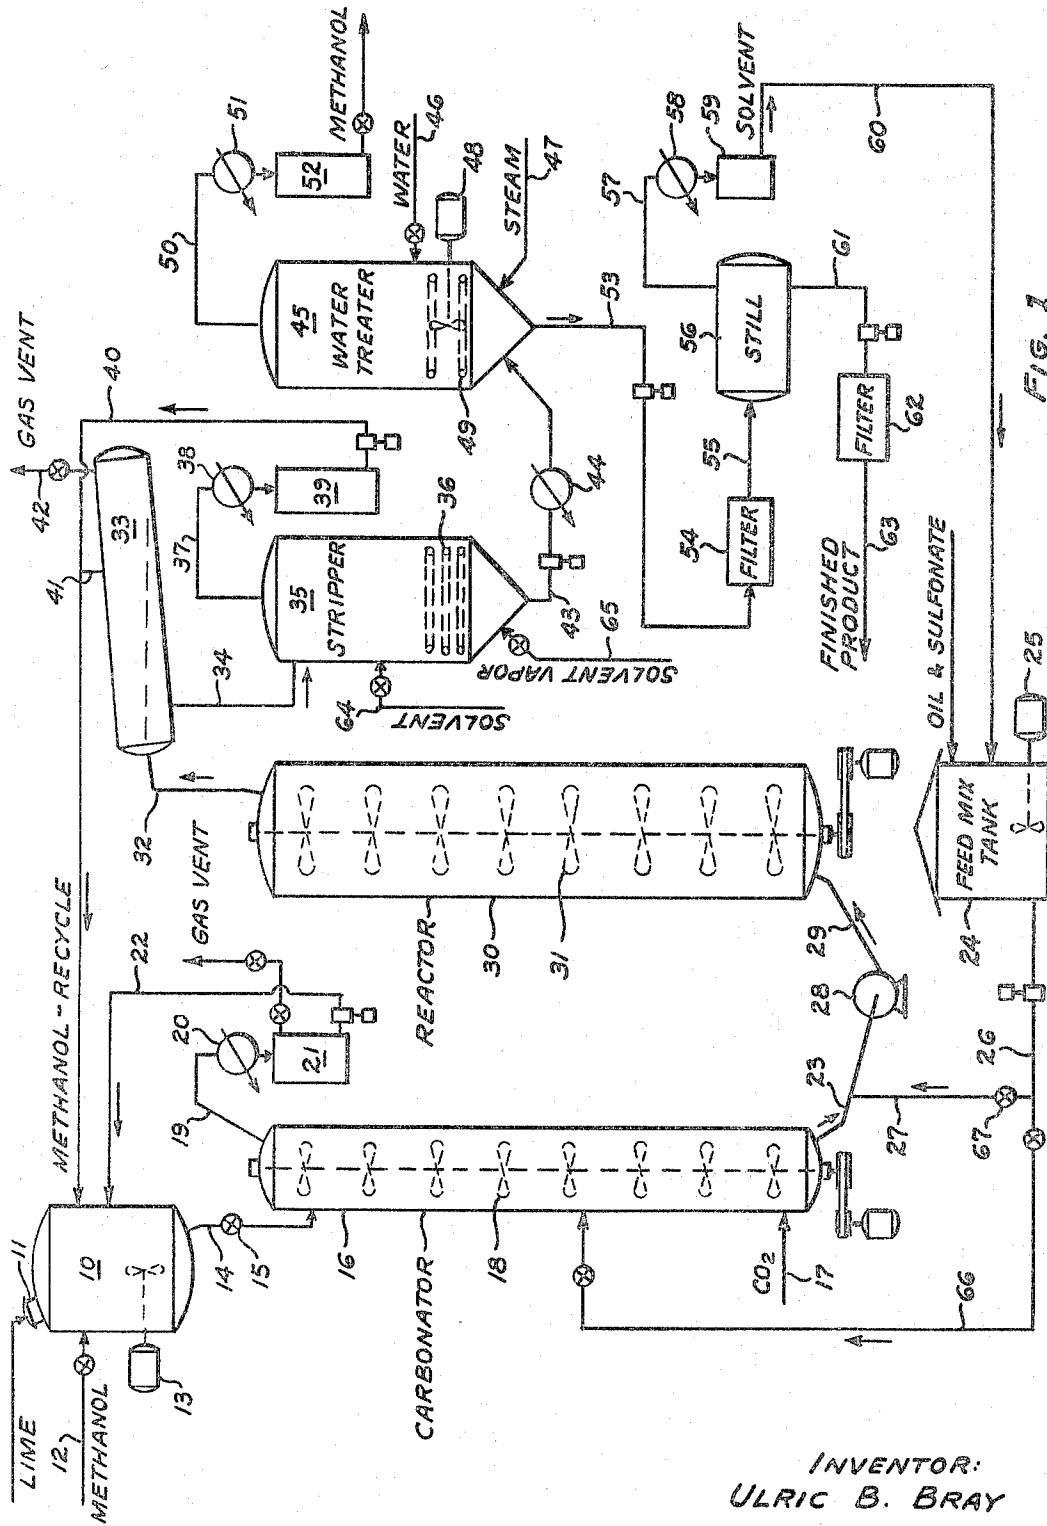 LIME
11
12
METHANOL
10
13
14
15
METHANOL-RECYCLE
22
GAS VENT
19
20
21
16
CARBONATOR
18
CO2
17
66
23
27
67
26
28
29
REACTOR
30
31
32
33
34
41
42
GAS VENT
40
37
38
39
35
STRIPPER
36
64
SOLVENT
SOLVENT VAPOR
65
43
44
50
51
52
METHANOL
45
WATER
TREATER
WATER
46
48
49
STEAM
47
53
54
FILTER
55
56
STILL
57
58
59
SOLVENT
60
61
FILTER
62
63
FINISHED
PRODUCT
OIL & SULFONATE
FEED MIX
TANK
24
25
FIG. 1
INVENTOR:
ULRIC B. BRAY